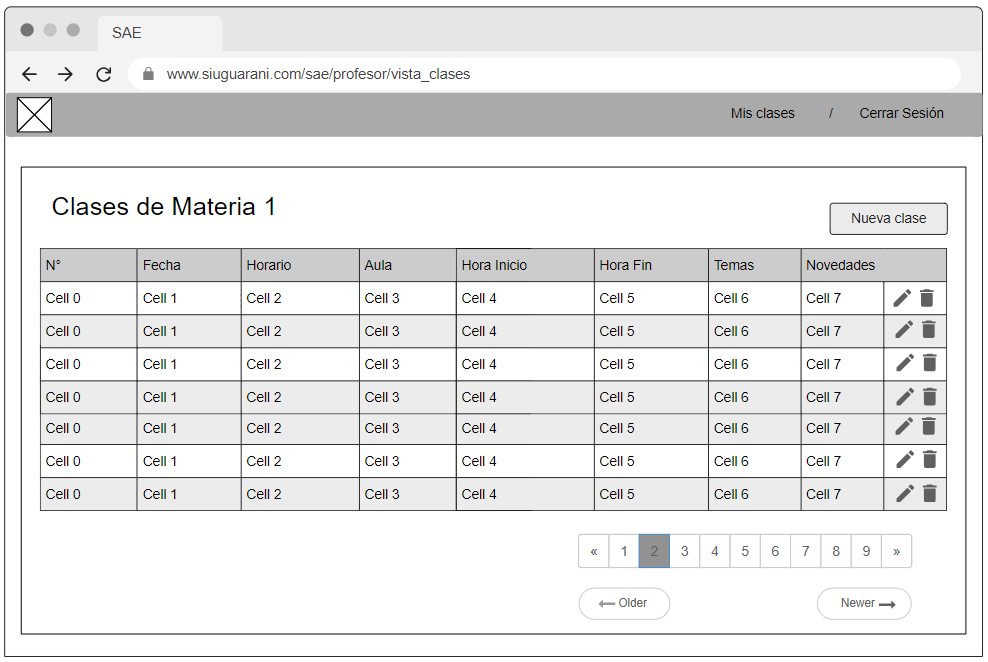 SAE
www.siuguarani.com/sae/profesor/vista_clases
Mis clases / Cerrar Sesión
Clases de Materia 1
Nueva clase
N° Fecha Horario Aula Hora Inicio Hora Fin Temas Novedades
Cell 0 Cell 1 Cell 2 Cell 3 Cell 4 Cell 5 Cell 6 Cell 7
Cell 0 Cell 1 Cell 2 Cell 3 Cell 4 Cell 5 Cell 6 Cell 7
Cell 0 Cell 1 Cell 2 Cell 3 Cell 4 Cell 5 Cell 6 Cell 7
Cell 0 Cell 1 Cell 2 Cell 3 Cell 4 Cell 5 Cell 6 Cell 7
Cell 0 Cell 1 Cell 2 Cell 3 Cell 4 Cell 5 Cell 6 Cell 7
Cell 0 Cell 1 Cell 2 Cell 3 Cell 4 Cell 5 Cell 6 Cell 7
Cell 0 Cell 1 Cell 2 Cell 3 Cell 4 Cell 5 Cell 6 Cell 7
« 1 2 3 4 5 6 7 8 9 »
Older Newer